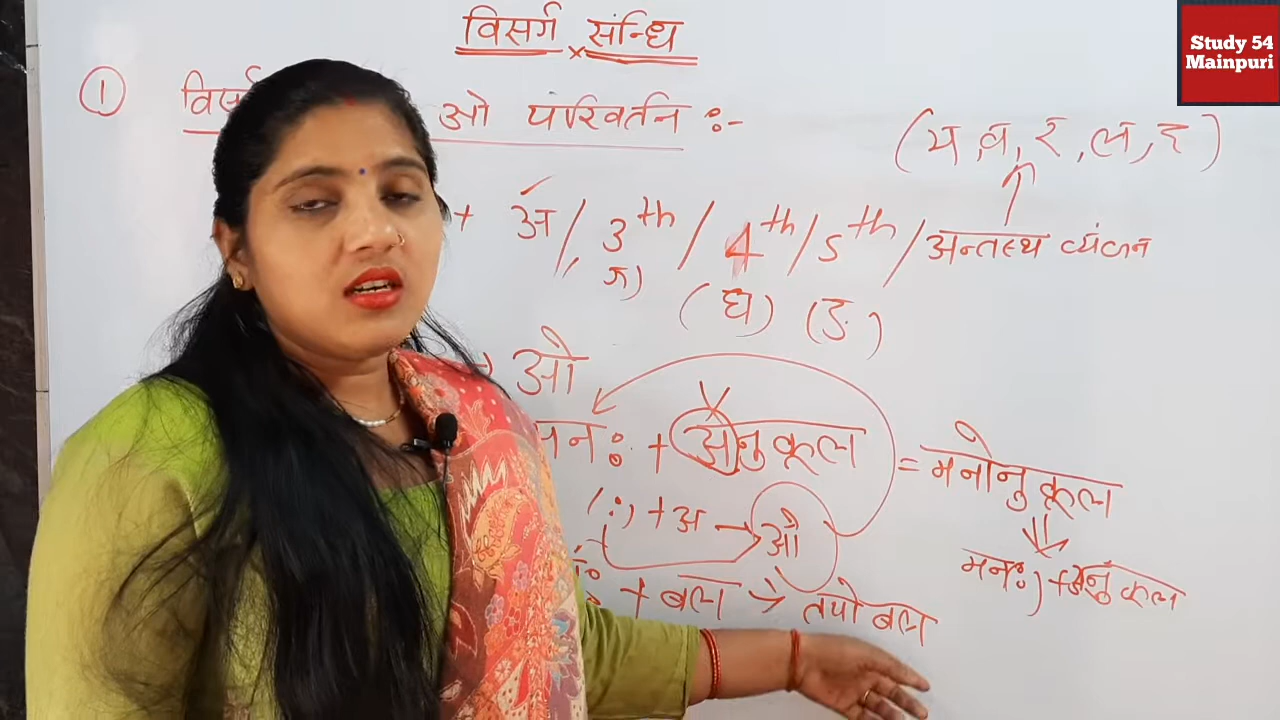 विसर्ग × सन्धि
Study 54
Mainpuri
① ओ परिवर्तन :-
(य, व, र, ल, ह)
+ अ / 3th / 4th / 5th / अन्तस्थ व्यंजन
(घ) (ङ)
ओ
+ अनुकूल = मनोनुकूल
(:) + अ → ओ
मनः + अनुकूल
: + बल → तपोबल